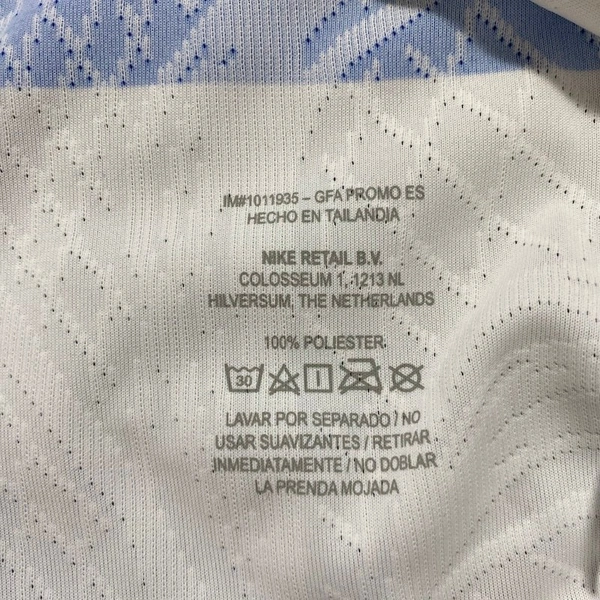 IM#1011935 – GFA PROMO ES
HECHO EN TAILANDIA
NIKE RETAIL B.V.
COLOSSEUM 1, 1213 NL
HILVERSUM, THE NETHERLANDS
100% POLIESTER
30
LAVAR POR SEPARADO / NO
USAR SUAVIZANTES / RETIRAR
INMEDIATAMENTE / NO DOBLAR
LA PRENDA MOJADA